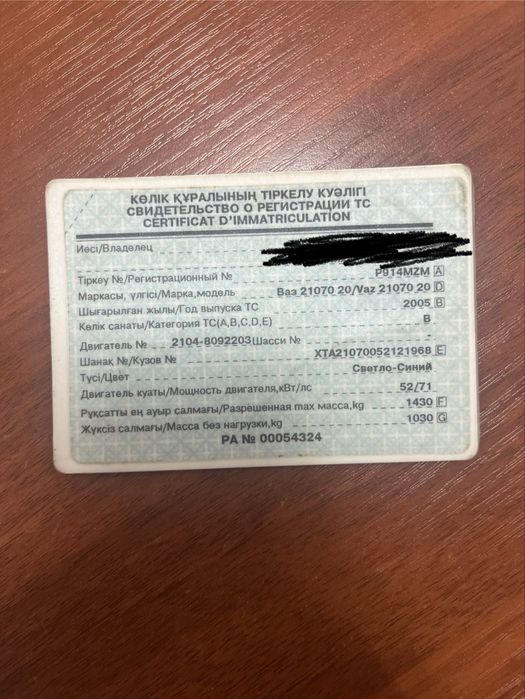 КӨЛІК ҚҰРАЛЫНЫҢ ТІРКЕЛУ КУӘЛІГІ
СВИДЕТЕЛЬСТВО О РЕГИСТРАЦИИ ТС
CERTIFICAT D'IMMATRICULATION
Иесі/Владелец
Тіркеу №/Регистрационный № P914MZM A
Маркасы, үлгісі/Марка,модель Ваз 21070 20/Vaz 21070 20 D
Шығарылған жылы/Год выпуска ТС 2005 B
Көлік санаты/Категория ТС(A,B,C,D,E) B
Двигатель № 2104-8092203 Шасси № -
Шанақ №/Кузов № XTA21070052121968 E
Түсі/Цвет Светло-Синий
Двигатель қуаты/Мощность двигателя,кВт/лс 52/71
Рұқсатты ең ауыр салмағы/Разрешенная max масса,kg 1430 F
Жүксіз салмағы/Масса без нагрузки,kg 1030 G
РА № 00054324